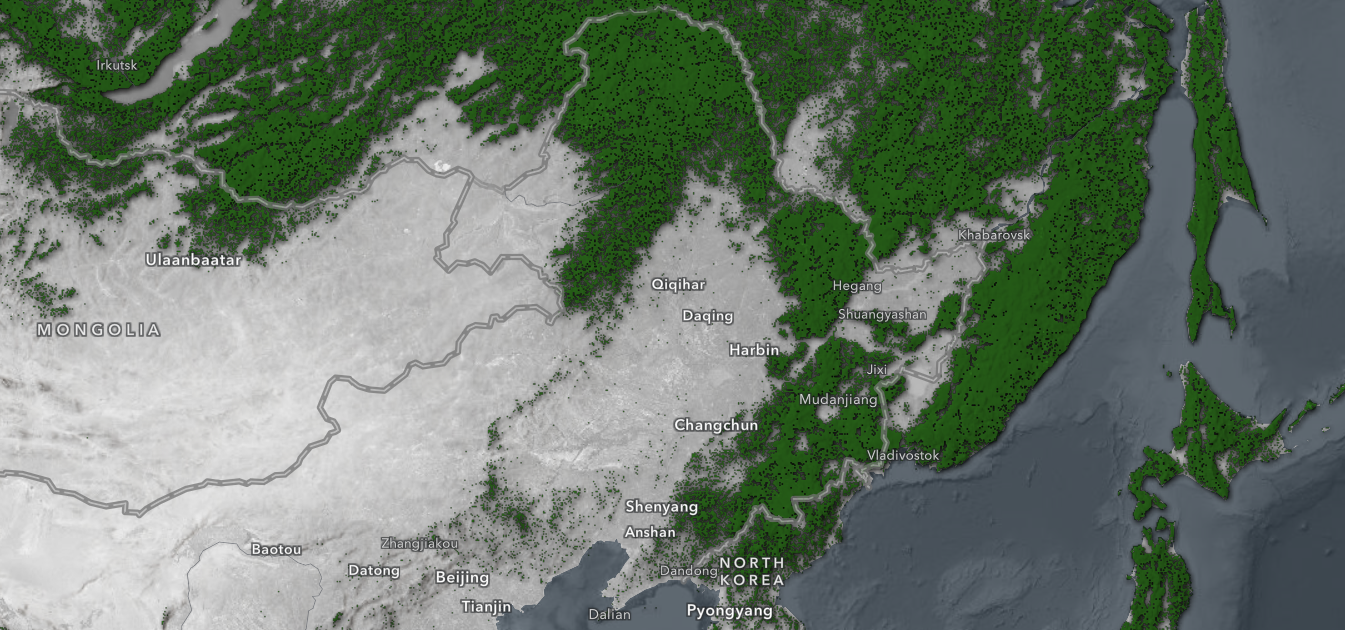 Irkutsk
Khabarovsk
Ulaanbaatar
Qiqihar
Hegang
Daqing
Shuangyashan
MONGOLIA
Harbin
Jixi
Mudanjiang
Changchun
Vladivostok
Shenyang
Anshan
Zhangjiakou
Baotou
Datong
Beijing
Dandong
NORTH
KOREA
Tianjin
Dalian
Pyongyang